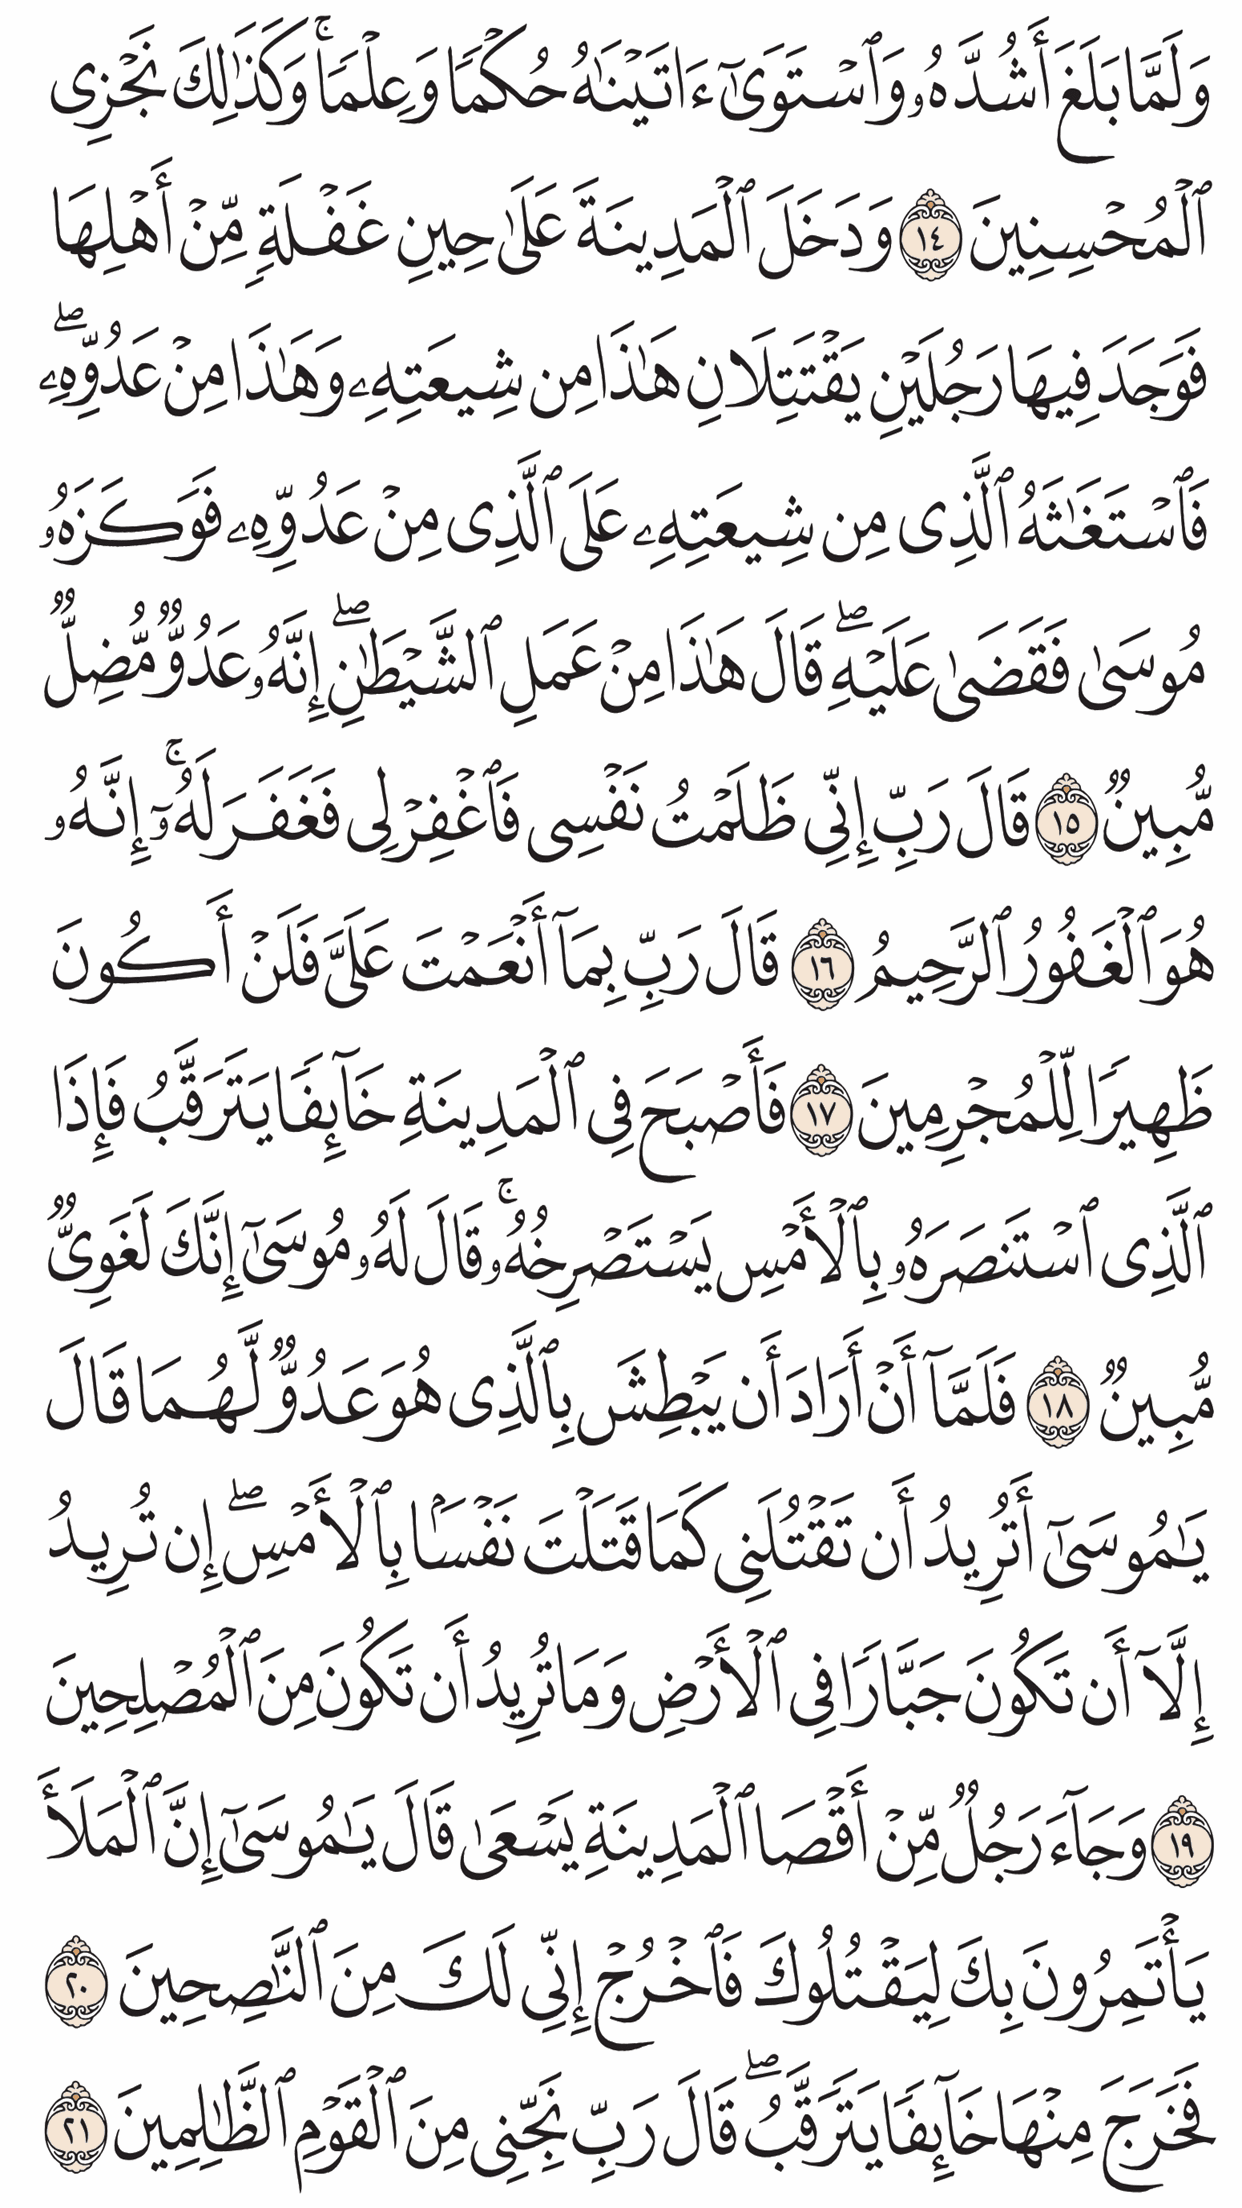 وَلَمَّا بَلَغَ أَشُدَّهُۥ وَٱسۡتَوَىٰٓ ءَاتَيۡنَٰهُ حُكۡمٗا وَعِلۡمٗاۚ وَكَذَٰلِكَ نَجۡزِي
ٱلۡمُحۡسِنِينَ ١٤ وَدَخَلَ ٱلۡمَدِينَةَ عَلَىٰ حِينِ غَفۡلَةٖ مِّنۡ أَهۡلِهَا
فَوَجَدَ فِيهَا رَجُلَيۡنِ يَقۡتَتِلَانِ هَٰذَا مِن شِيعَتِهِۦ وَهَٰذَا مِنۡ عَدُوِّهِۦۖ
فَٱسۡتَغَٰثَهُ ٱلَّذِي مِن شِيعَتِهِۦ عَلَى ٱلَّذِي مِنۡ عَدُوِّهِۦ فَوَكَزَهُۥ
مُوسَىٰ فَقَضَىٰ عَلَيۡهِۖ قَالَ هَٰذَا مِنۡ عَمَلِ ٱلشَّيۡطَٰنِۖ إِنَّهُۥ عَدُوّٞ مُّضِلّٞ
مُّبِينٞ ١٥ قَالَ رَبِّ إِنِّي ظَلَمۡتُ نَفۡسِي فَٱغۡفِرۡ لِي فَغَفَرَ لَهُۥٓۚ إِنَّهُۥ
هُوَ ٱلۡغَفُورُ ٱلرَّحِيمُ ١٦ قَالَ رَبِّ بِمَآ أَنۡعَمۡتَ عَلَيَّ فَلَنۡ أَكُونَ
ظَهِيرٗا لِّلۡمُجۡرِمِينَ ١٧ فَأَصۡبَحَ فِي ٱلۡمَدِينَةِ خَآئِفٗا يَتَرَقَّبُ فَإِذَا
ٱلَّذِي ٱسۡتَنصَرَهُۥ بِٱلۡأَمۡسِ يَسۡتَصۡرِخُهُۥۚ قَالَ لَهُۥ مُوسَىٰٓ إِنَّكَ لَغَوِيّٞ
مُّبِينٞ ١٨ فَلَمَّآ أَنۡ أَرَادَ أَن يَبۡطِشَ بِٱلَّذِي هُوَ عَدُوّٞ لَّهُمَا قَالَ
يَٰمُوسَىٰٓ أَتُرِيدُ أَن تَقۡتُلَنِي كَمَا قَتَلۡتَ نَفۡسَۢا بِٱلۡأَمۡسِۖ إِن تُرِيدُ
إِلَّآ أَن تَكُونَ جَبَّارٗا فِي ٱلۡأَرۡضِ وَمَا تُرِيدُ أَن تَكُونَ مِنَ ٱلۡمُصۡلِحِينَ
١٩ وَجَآءَ رَجُلٞ مِّنۡ أَقۡصَا ٱلۡمَدِينَةِ يَسۡعَىٰ قَالَ يَٰمُوسَىٰٓ إِنَّ ٱلۡمَلَأَ
يَأۡتَمِرُونَ بِكَ لِيَقۡتُلُوكَ فَٱخۡرُجۡ إِنِّي لَكَ مِنَ ٱلنَّٰصِحِينَ ٢٠
فَخَرَجَ مِنۡهَا خَآئِفٗا يَتَرَقَّبُۖ قَالَ رَبِّ نَجِّنِي مِنَ ٱلۡقَوۡمِ ٱلظَّٰلِمِينَ ٢١